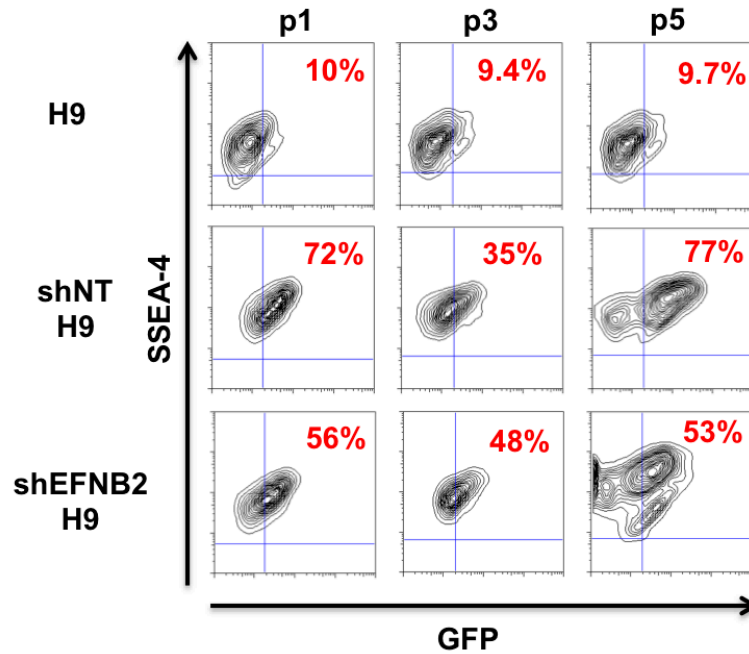 p1 p3 p5
H9
10% 9.4% 9.7%
shNT
H9
72% 35% 77%
shEFNB2
H9
56% 48% 53%
SSEA-4
GFP